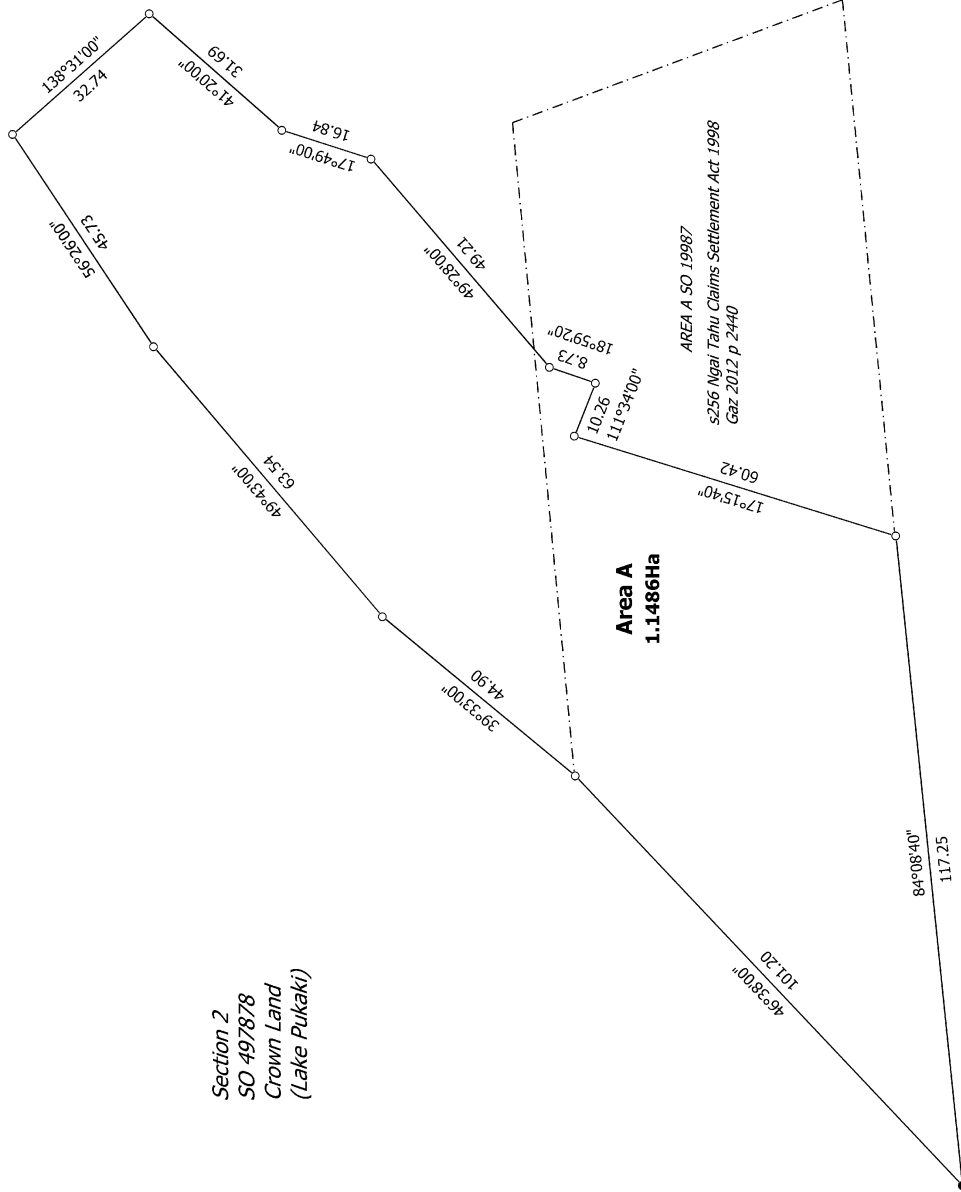 138°31'00"
32.74
31.69
41°20'00"
16.84
17°49'00"
56°26'00"
45.73
49.21
49°28'00"
18°59'20"
8.73
10.26
111°34'00"
AREA A SO 19987
s256 Ngai Tahu Claims Settlement Act 1998
Gaz 2012 p 2440
49°43'00"
63.54
60.42
17°15'40"
Area A
1.1486Ha
44.90
39°33'00"
84°08'40"
117.25
101.20
46°38'00"
Section 2
SO 497878
Crown Land
(Lake Pukaki)